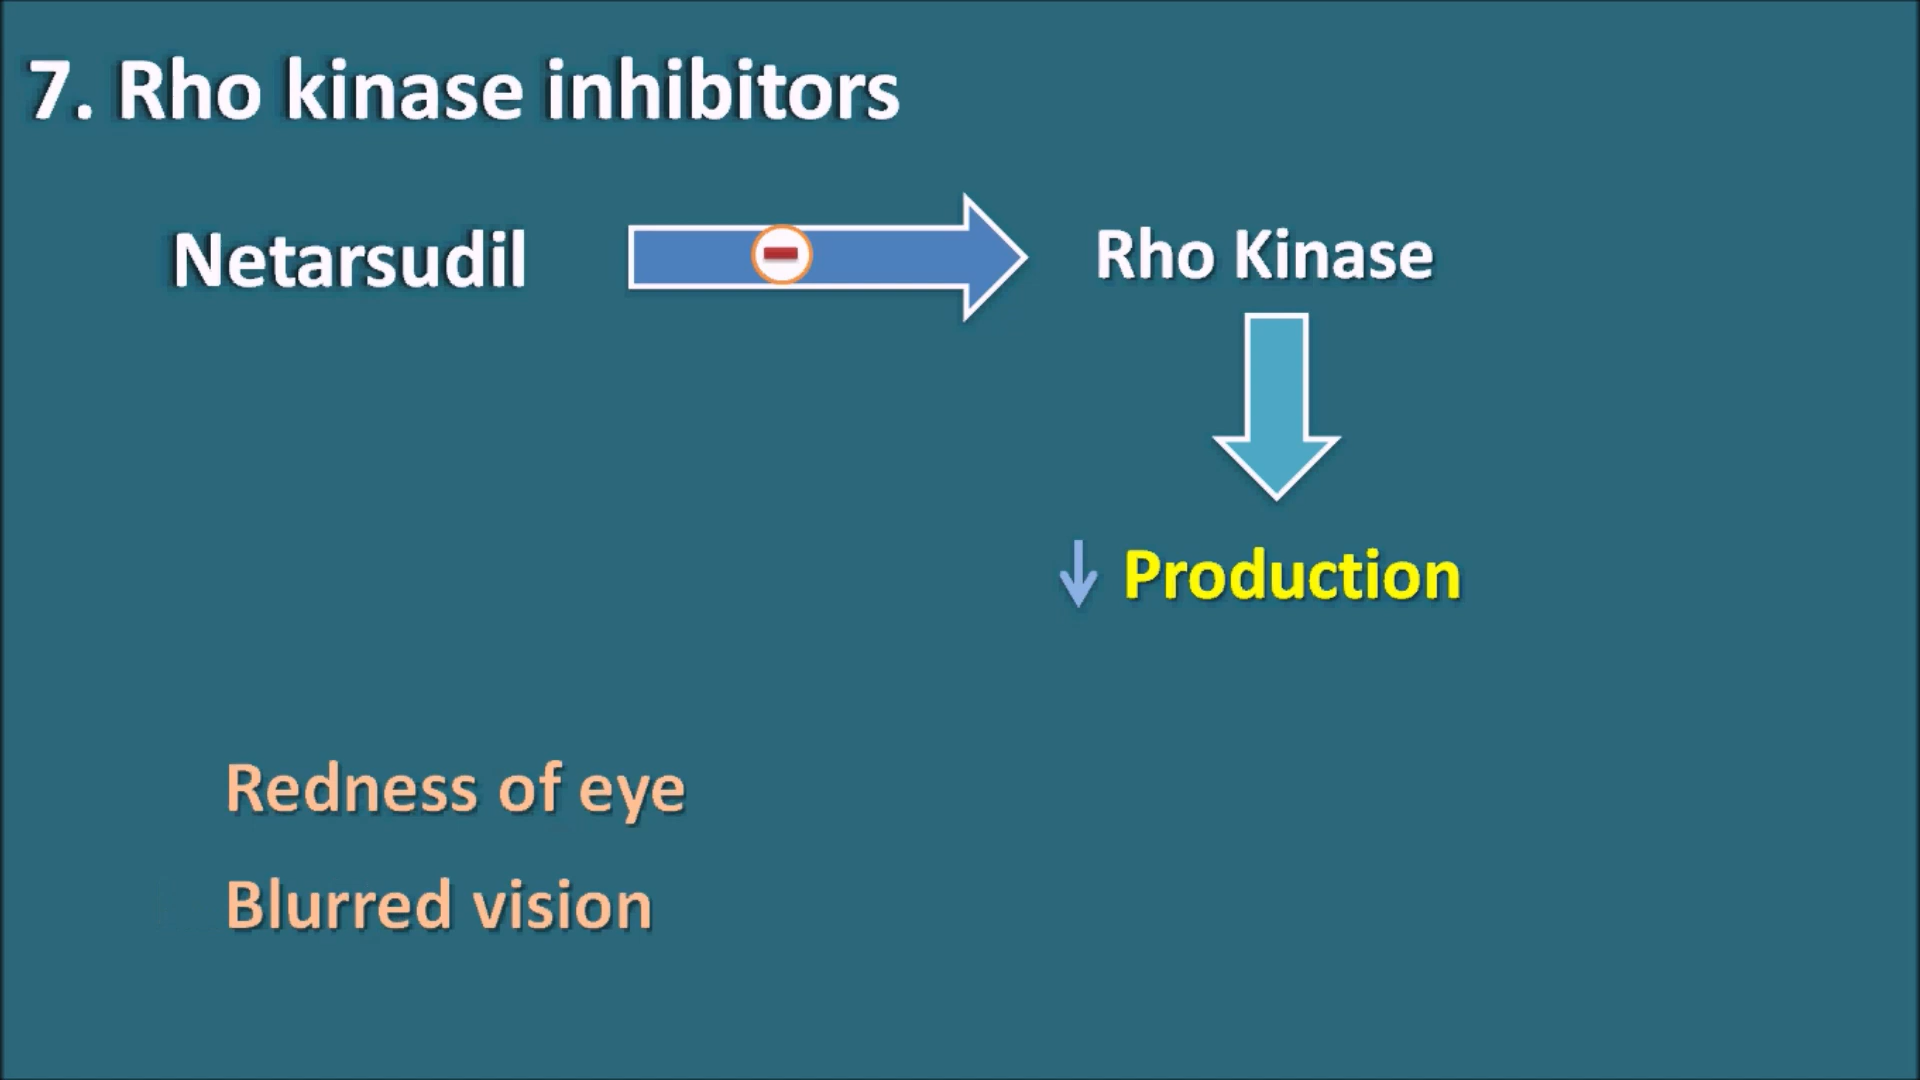 7. Rho kinase inhibitors
Netarsudil
Rho Kinase
↓ Production
Redness of eye
Blurred vision